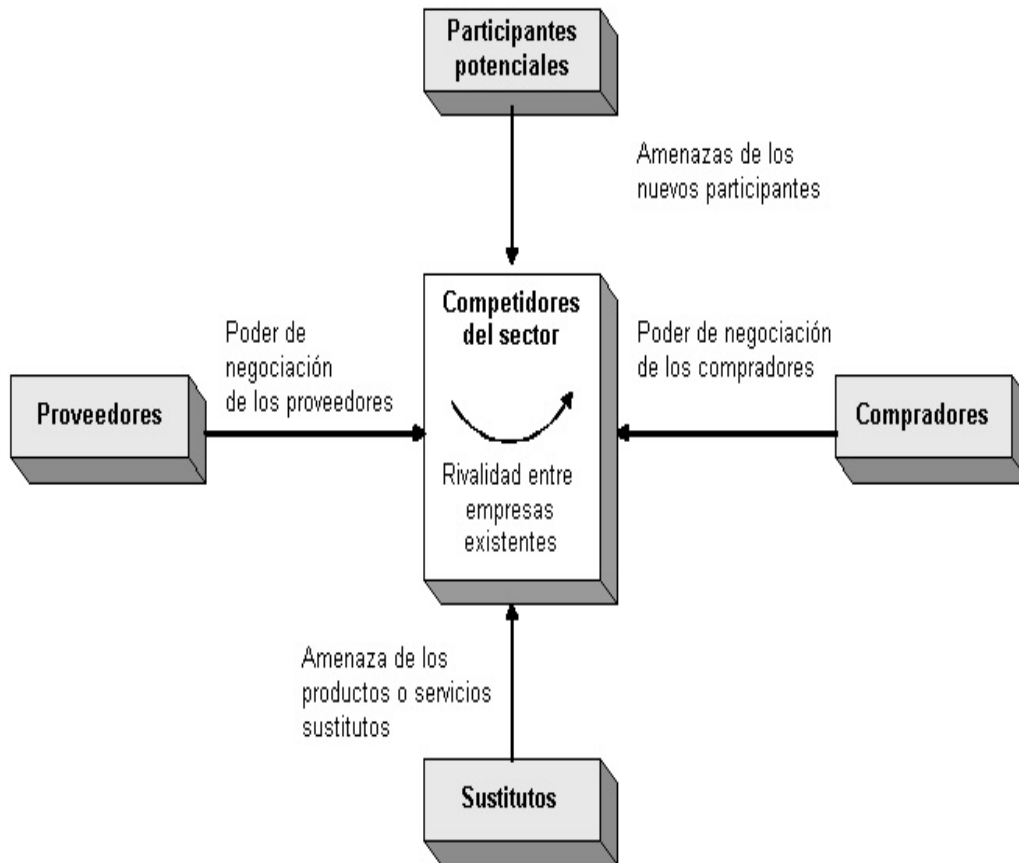 Participantes
potenciales
Amenazas de los
nuevos participantes
Competidores
del sector
Poder de
negociación
de los proveedores
Poder de negociación
de los compradores
Proveedores
Compradores
Rivalidad entre
empresas
existentes
Amenaza de los
productos o servicios
sustitutos
Sustitutos